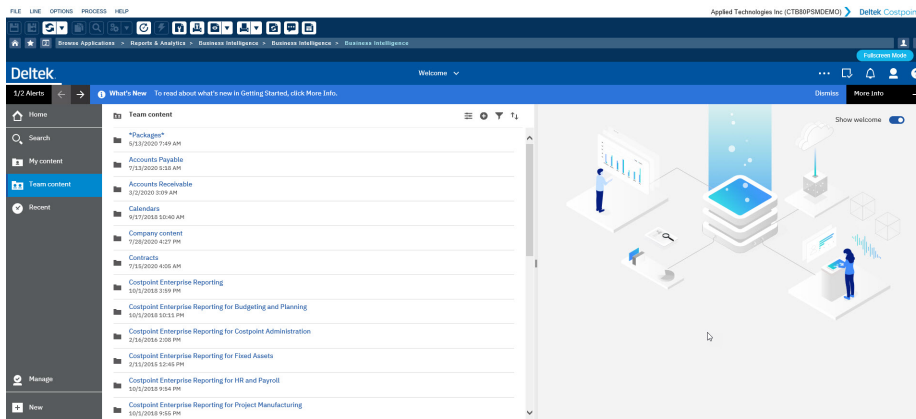 FILE LINE OPTIONS PROCESS HELP
Applied Technologies Inc (CTB80PSMDEMO) Deltek Costpoin
Browse Applications > Reports & Analytics > Business Intelligence > Business Intelligence > Business Intelligence
Fullscreen Mode
Deltek
Welcome
1/2 Alerts
What's New To read about what's new in Getting Started, click More Info.
Dismiss
More Info
Home
Search
My content
Team content
Recent
Manage
New
Team content
*Packages*
5/13/2020 7:49 AM
Accounts Payable
7/13/2020 5:18 AM
Accounts Receivable
3/2/2020 3:09 AM
Calendars
9/17/2018 10:40 AM
Company content
7/28/2020 4:27 PM
Contracts
7/15/2020 4:05 AM
Costpoint Enterprise Reporting
10/1/2018 3:59 PM
Costpoint Enterprise Reporting for Budgeting and Planning
10/1/2018 10:11 PM
Costpoint Enterprise Reporting for Costpoint Administration
2/16/2016 2:08 PM
Costpoint Enterprise Reporting for Fixed Assets
2/11/2015 12:45 PM
Costpoint Enterprise Reporting for HR and Payroll
10/1/2018 9:54 PM
Costpoint Enterprise Reporting for Project Manufacturing
10/1/2018 9:55 PM
Show welcome